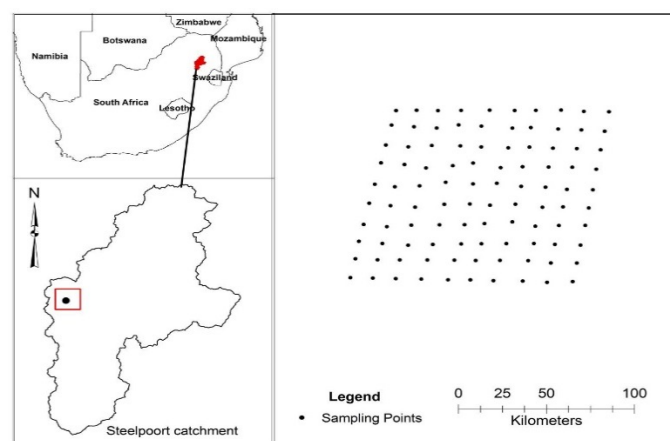 Zimbabwe
Botswana
Mozambique
Namibia
Swaziland
South Africa
Lesotho
N
Steelpoort catchment
Legend
Sampling Points
0 25 50 100
Kilometers